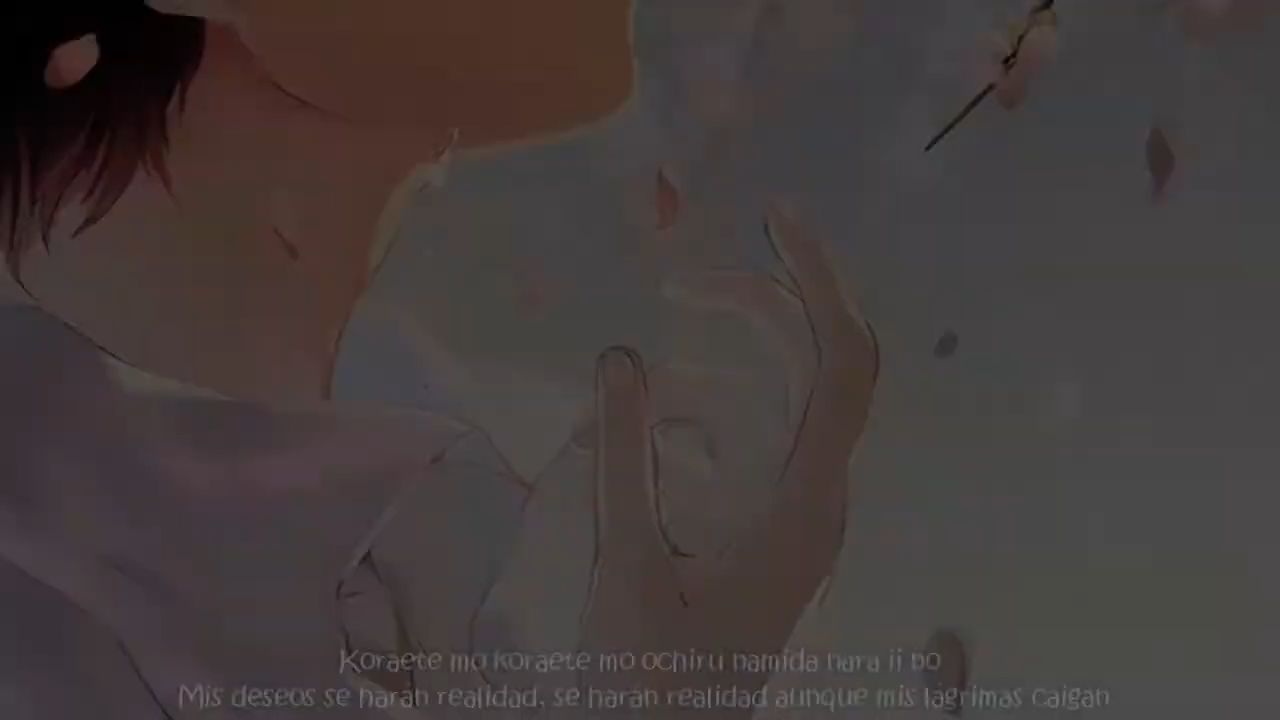 Koraete mo koraete mo ochiru namida nara ii no
Mis deseos se harán realidad, se harán realidad aunque mis lágrimas caigan